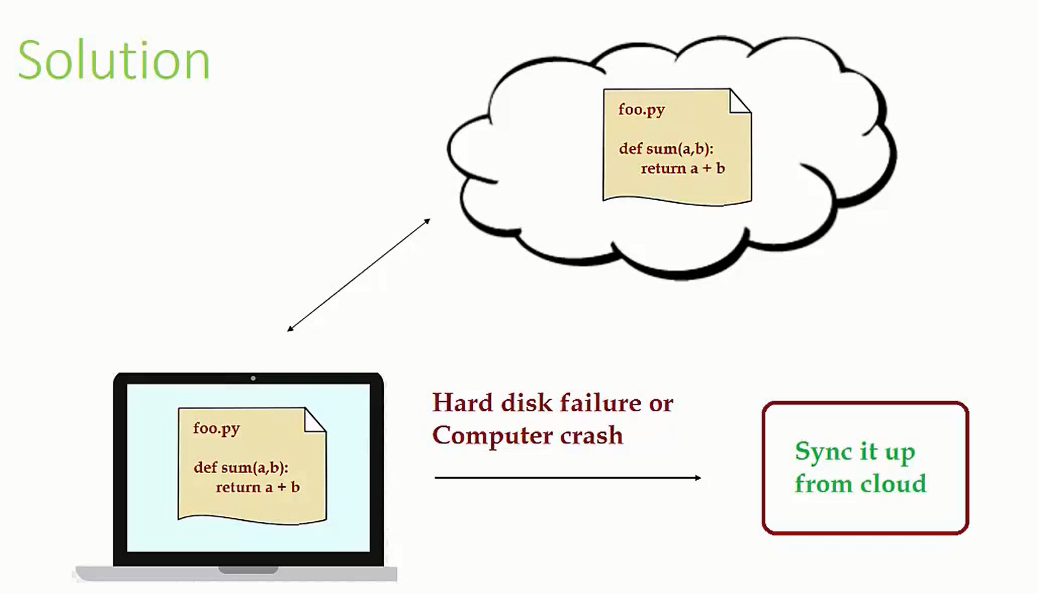 Solution
foo.py
def sum(a,b):
return a + b
foo.py
def sum(a,b):
return a + b
Hard disk failure or
Computer crash
Sync it up
from cloud